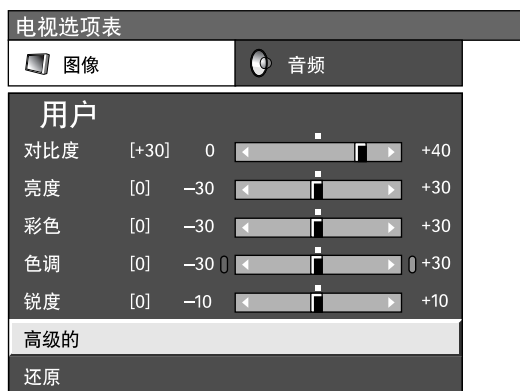 电视选项表
图像 音频
用户
对比度 [+30] 0 +40
亮度 [0] −30 +30
彩色 [0] −30 +30
色调 [0] −30 +30
锐度 [0] −10 +10
高级的
还原